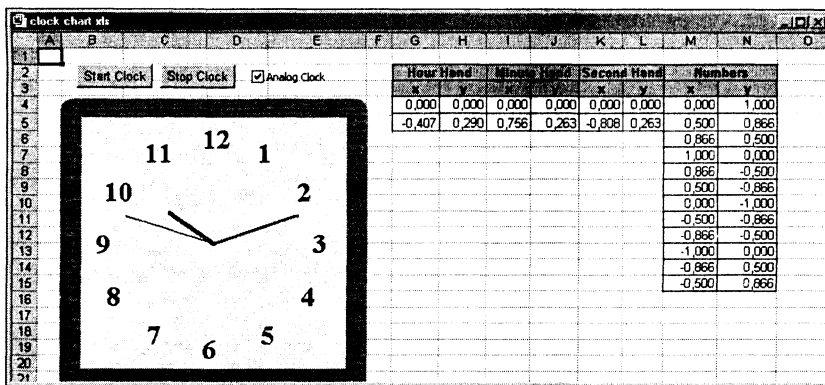 clock chart xls
A B C D E F G H I J K L M N O
1
2 Start Clock Stop Clock Analog Clock Hour Hand Minute Hand Second Hand Numbers
3 x y x y x y x y
4 0,000 0,000 0,000 0,000 0,000 0,000 0,000 1,000
5 -0,407 0,290 0,756 0,263 -0,808 0,263 0,500 0,866
6 0,866 0,500
7 1,000 0,000
8 0,866 -0,500
9 0,500 -0,866
10 0,000 -1,000
11 -0,500 -0,866
12 -0,866 -0,500
13 -1,000 0,000
14 -0,866 0,500
15 -0,500 0,866
16
17
18
19
20
21
12
11 1
10 2
9 3
8 4
7 5
6